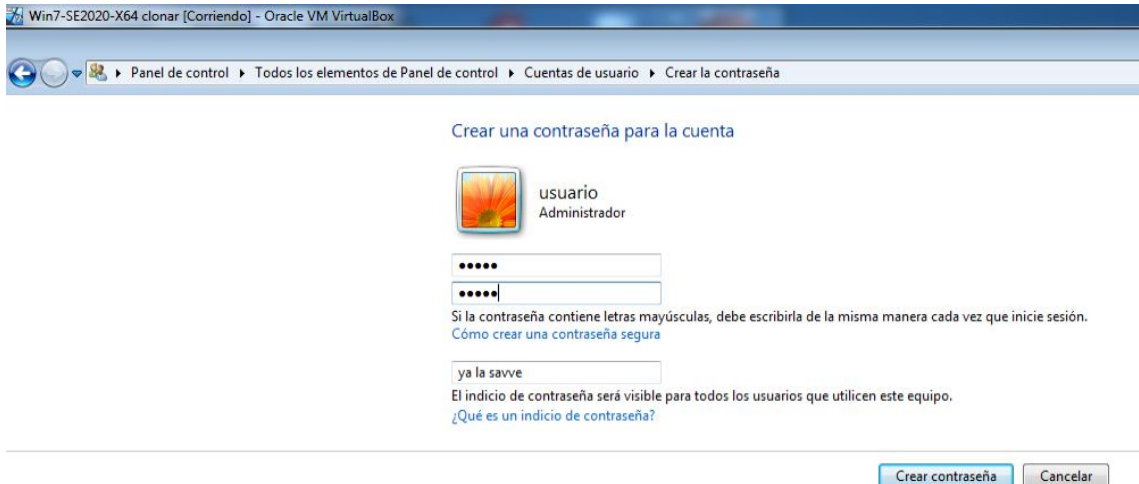 Win7-SE2020-X64 clonar [Corriendo] - Oracle VM VirtualBox
Panel de control ▸ Todos los elementos de Panel de control ▸ Cuentas de usuario ▸ Crear la contraseña
Crear una contraseña para la cuenta
usuario
Administrador
•••••
•••••
Si la contraseña contiene letras mayúsculas, debe escribirla de la misma manera cada vez que inicie sesión.
Cómo crear una contraseña segura
ya la savve
El indicio de contraseña será visible para todos los usuarios que utilicen este equipo.
¿Qué es un indicio de contraseña?
Crear contraseña Cancelar